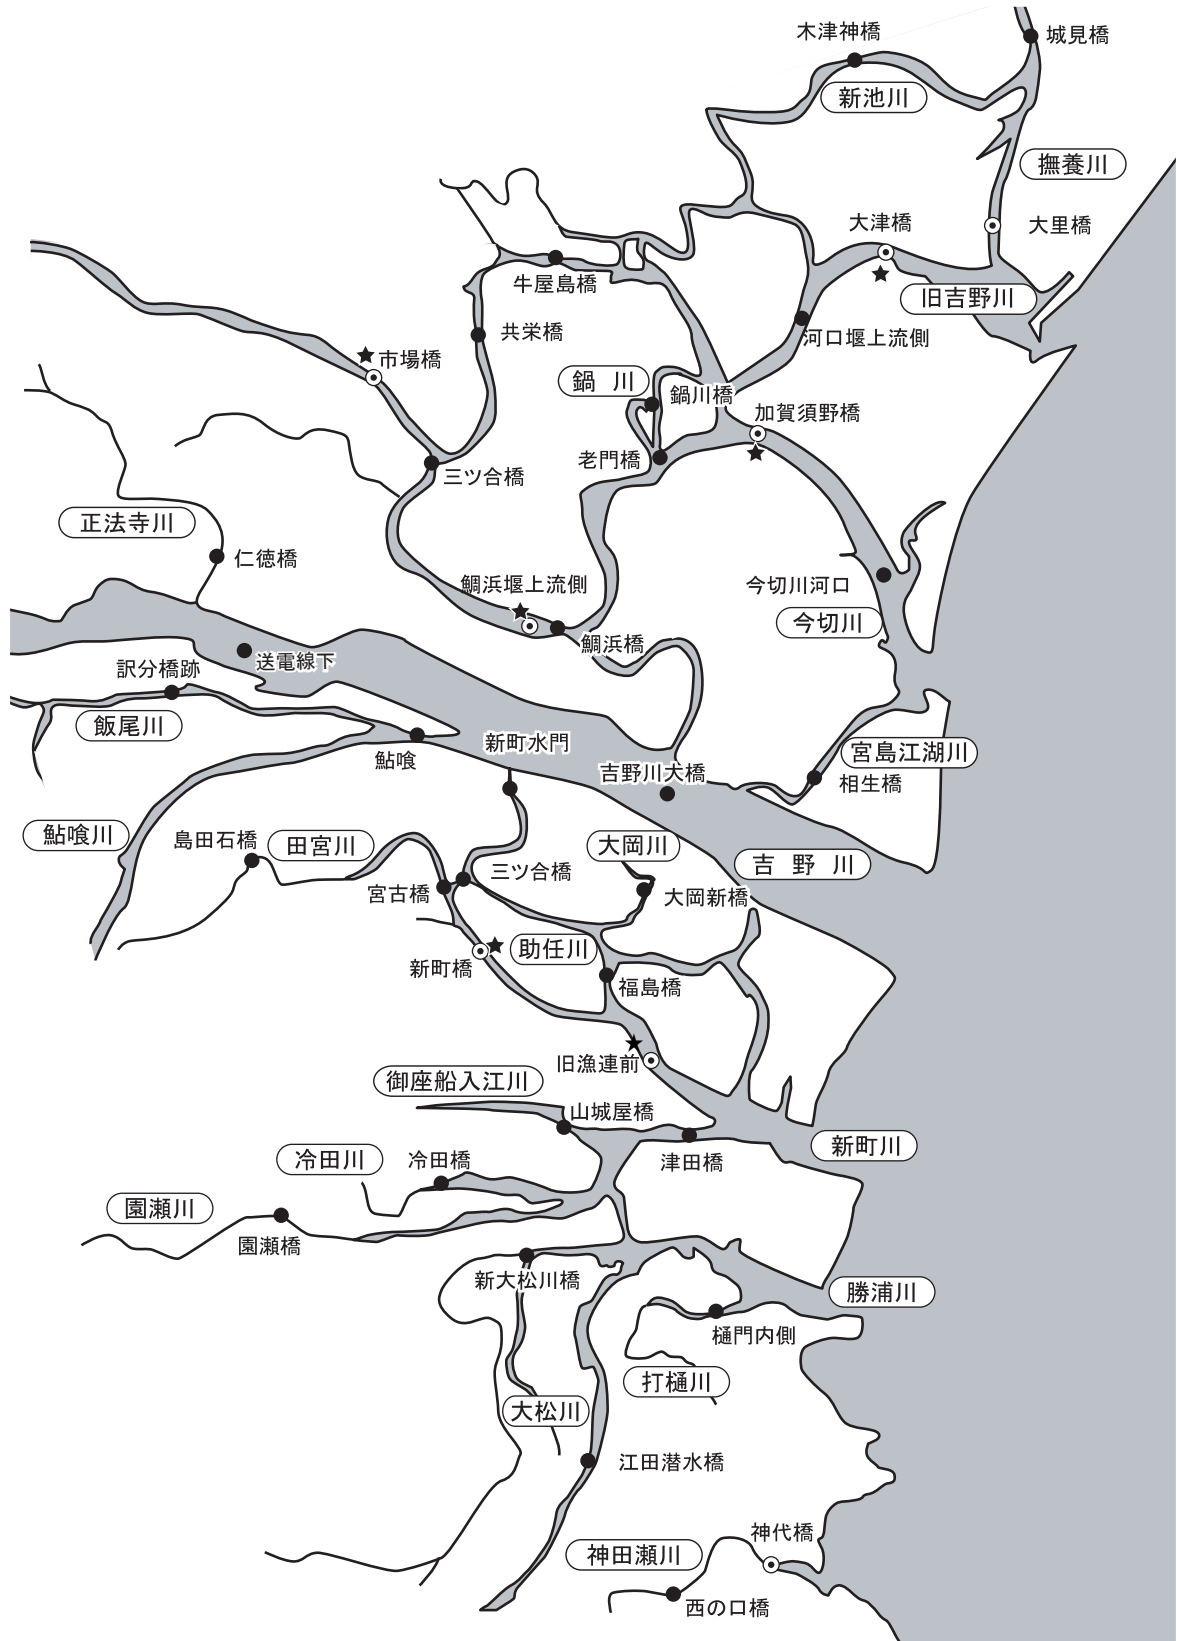 木津神橋
城見橋
新池川
撫養川
大津橋
大里橋
牛屋島橋
旧吉野川
共栄橋
河口堰上流側
市場橋
鍋 川
鍋川橋
加賀須野橋
老門橋
三ツ合橋
正法寺川
仁徳橋
鯛浜堰上流側
今切川河口
今切川
鯛浜橋
送電線下
訳分橋跡
飯尾川
新町水門
宮島江湖川
鮎喰
吉野川大橋
相生橋
鮎喰川
島田石橋
田宮川
大岡川
吉 野 川
三ツ合橋
宮古橋
大岡新橋
助任川
新町橋
福島橋
旧漁連前
御座船入江川
山城屋橋
新町川
冷田川
冷田橋
津田橋
園瀬川
園瀬橋
新大松川橋
勝浦川
樋門内側
打樋川
大松川
江田潜水橋
神代橋
神田瀬川
西の口橋